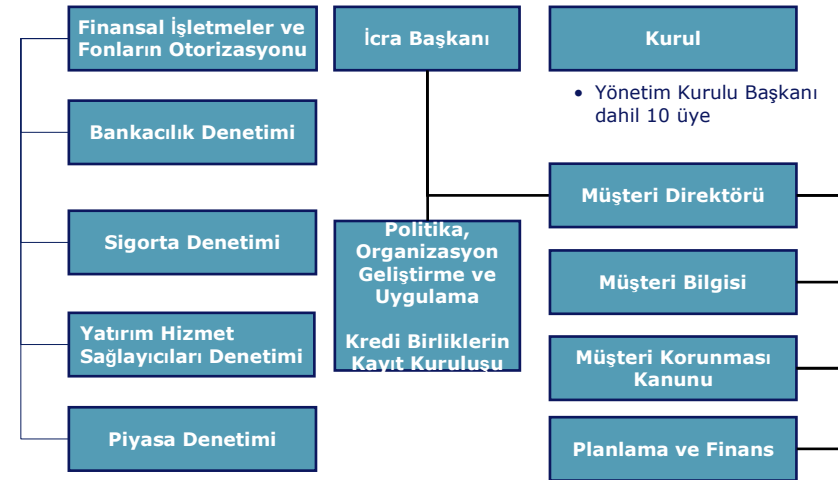 Finansal İşletmeler ve
Fonların Otorizasyonu
İcra Başkanı
Kurul
• Yönetim Kurulu Başkanı
dahil 10 üye
Bankacılık Denetimi
Müşteri Direktörü
Sigorta Denetimi
Politika,
Organizasyon
Geliştirme ve
Uygulama
Kredi Birliklerin
Kayıt Kuruluşu
Müşteri Bilgisi
Yatırım Hizmet
Sağlayıcıları Denetimi
Müşteri Korunması
Kanunu
Piyasa Denetimi
Planlama ve Finans